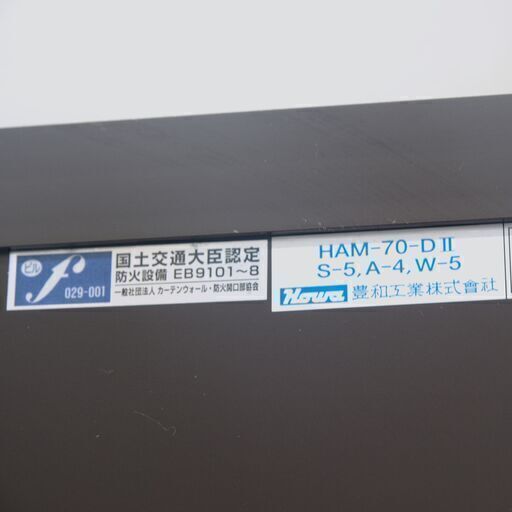 ビル
f
029-001
国土交通大臣認定
防火設備 EB9101~8
一般社団法人 カーテンウォール・防火開口部協会
HAM-70-DⅡ
S-5, A-4, W-5
Howa 豊和工業株式會社